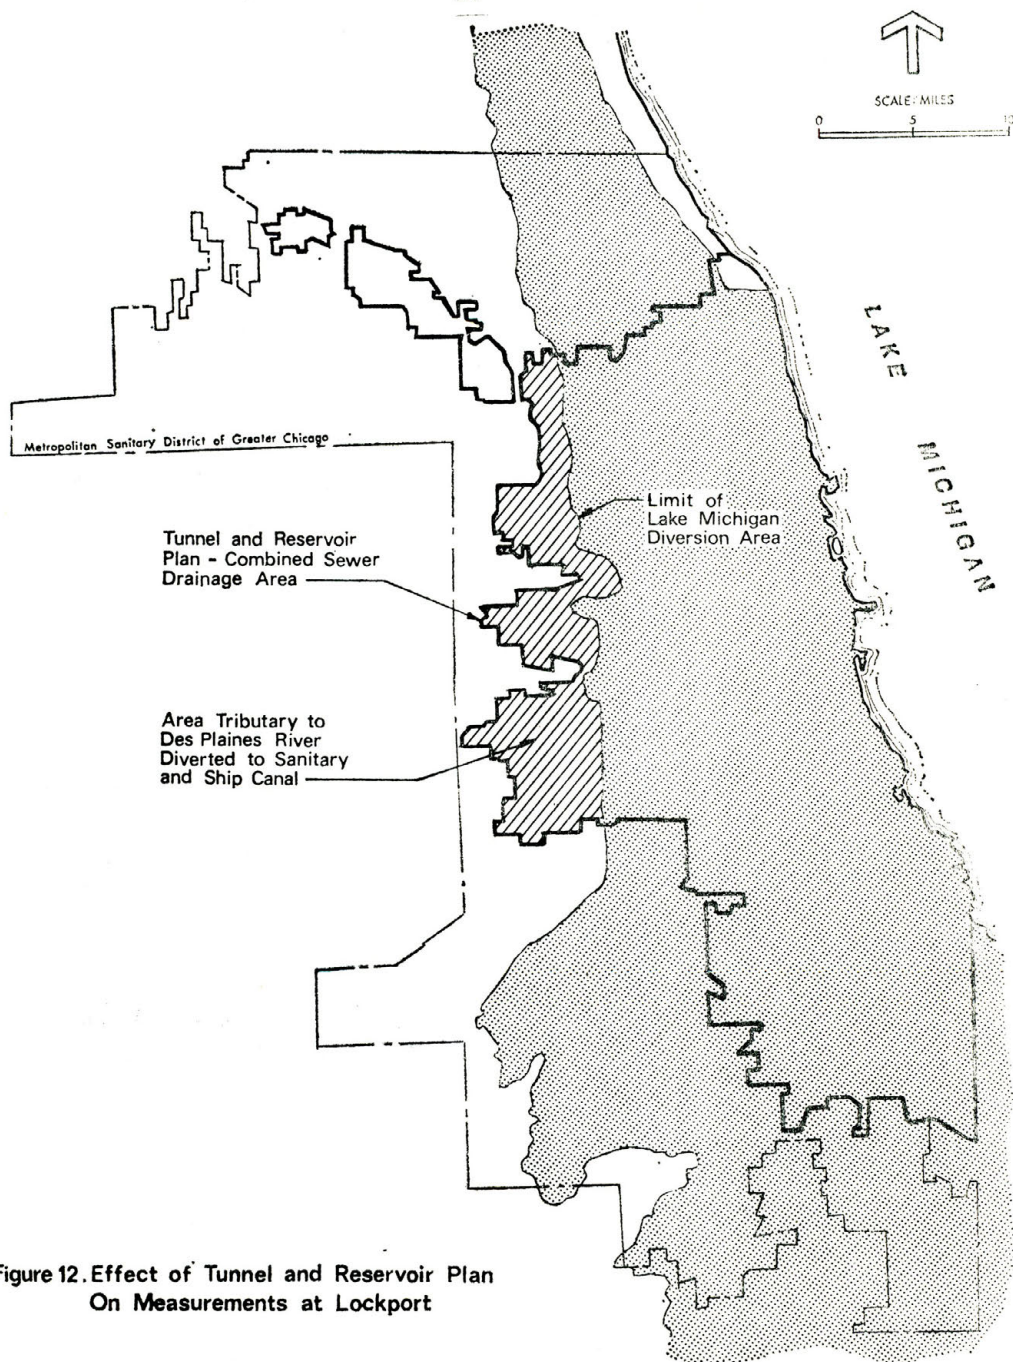 SCALE/MILES
0 5 10
LAKE
MICHIGAN
Metropolitan Sanitary District of Greater Chicago
Limit of
Lake Michigan
Diversion Area
Tunnel and Reservoir
Plan - Combined Sewer
Drainage Area
Area Tributary to
Des Plaines River
Diverted to Sanitary
and Ship Canal
Figure 12. Effect of Tunnel and Reservoir Plan
On Measurements at Lockport